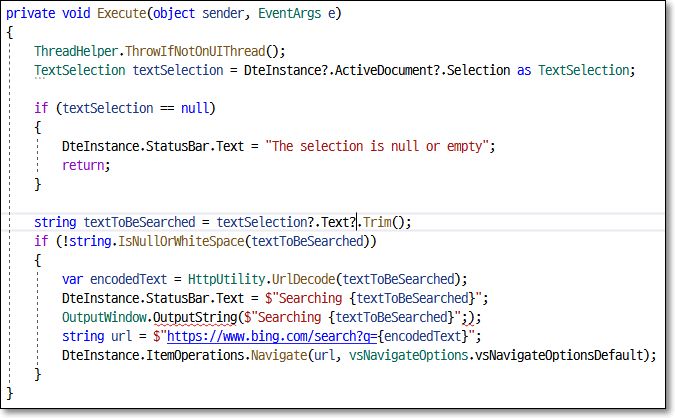 private void Execute(object sender, EventArgs e)
{
    ThreadHelper.ThrowIfNotOnUIThread();
    TextSelection textSelection = DteInstance?.ActiveDocument?.Selection as TextSelection;

    if (textSelection == null)
    {
        DteInstance.StatusBar.Text = "The selection is null or empty";
        return;
    }

    string textToBeSearched = textSelection?.Text?.Trim();
    if (!string.IsNullOrWhiteSpace(textToBeSearched))
    {
        var encodedText = HttpUtility.UrlDecode(textToBeSearched);
        DteInstance.StatusBar.Text = $"Searching {textToBeSearched}";
        OutputWindow.OutputString($"Searching {textToBeSearched}";);
        string url = $"https://www.bing.com/search?q={encodedText}";
        DteInstance.ItemOperations.Navigate(url, vsNavigateOptions.vsNavigateOptionsDefault);
    }
}